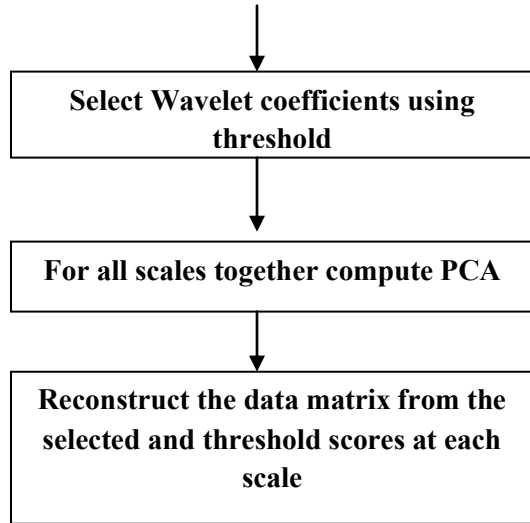 Select Wavelet coefficients using
threshold
For all scales together compute PCA
Reconstruct the data matrix from the
selected and threshold scores at each
scale